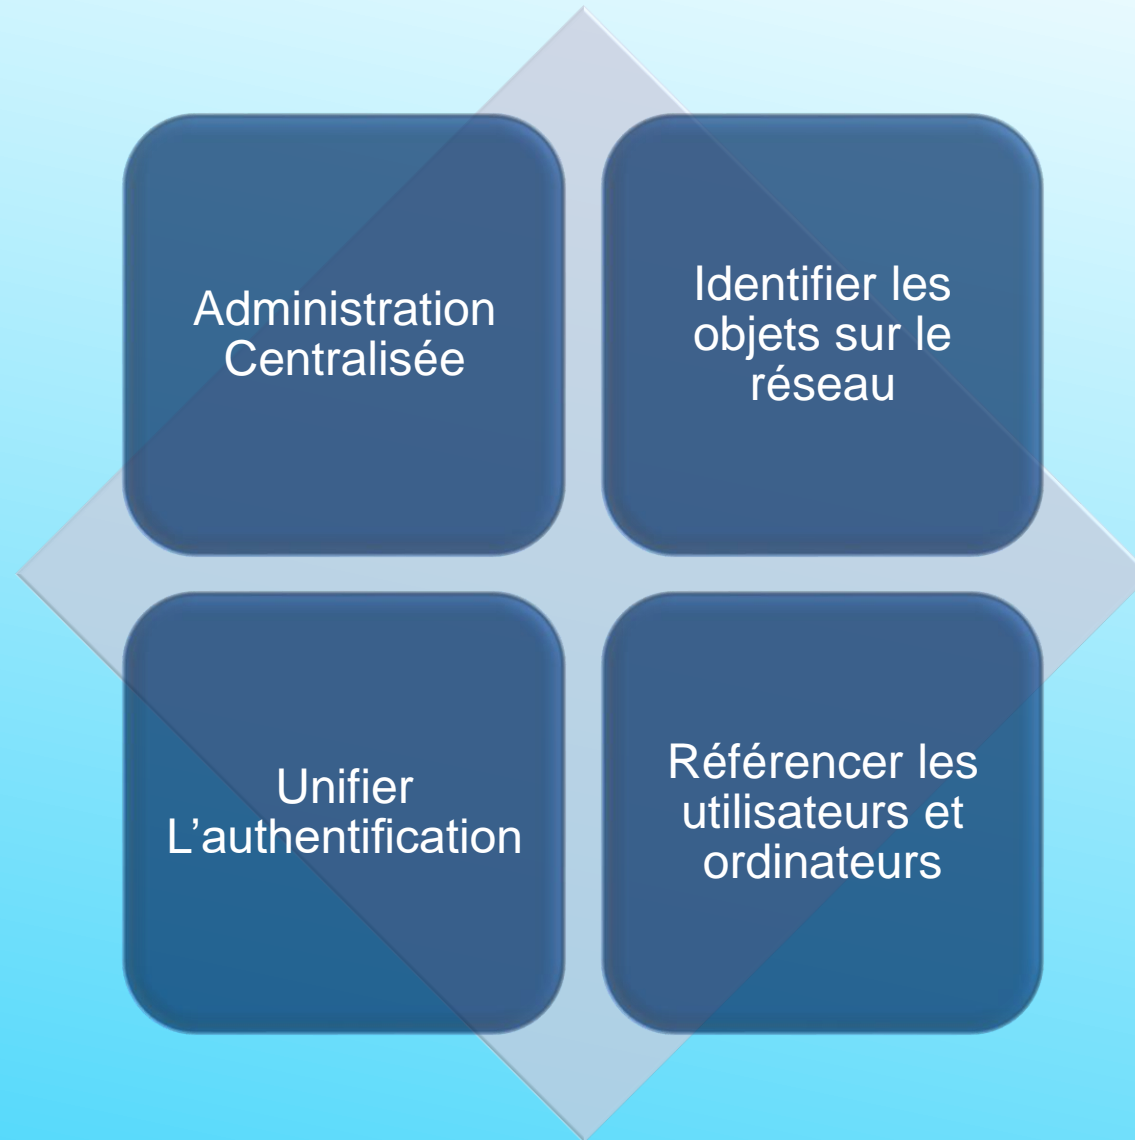 Administration
Centralisée
Identifier les
objets sur le
réseau
Unifier
L’authentification
Référencer les
utilisateurs et
ordinateurs